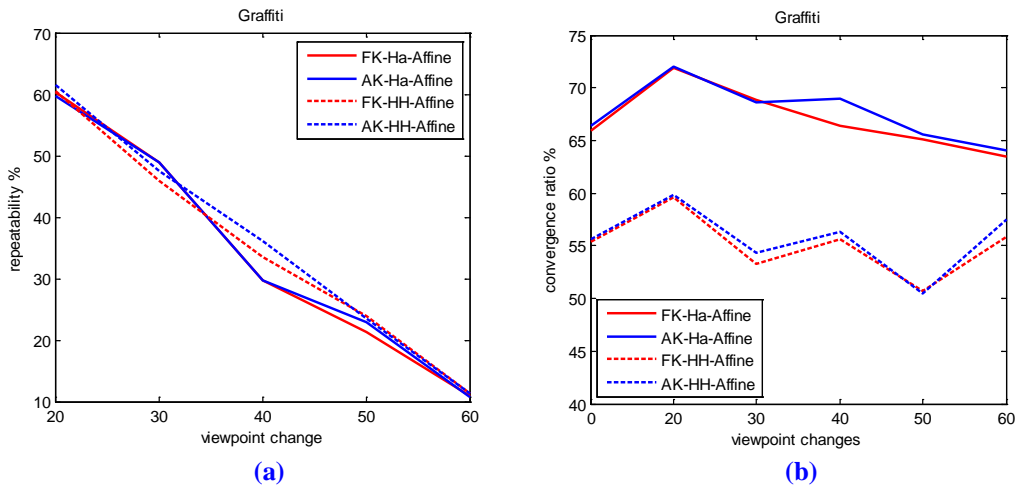 Graffiti
70
60
50
40
30
20
10
20 30 40 50 60
repeatability %
viewpoint change
FK-Ha-Affine
AK-Ha-Affine
FK-HH-Affine
AK-HH-Affine
(a)
Graffiti
75
70
65
60
55
50
45
40
0 20 30 40 50 60
convergence ratio %
viewpoint changes
FK-Ha-Affine
AK-Ha-Affine
FK-HH-Affine
AK-HH-Affine
(b)